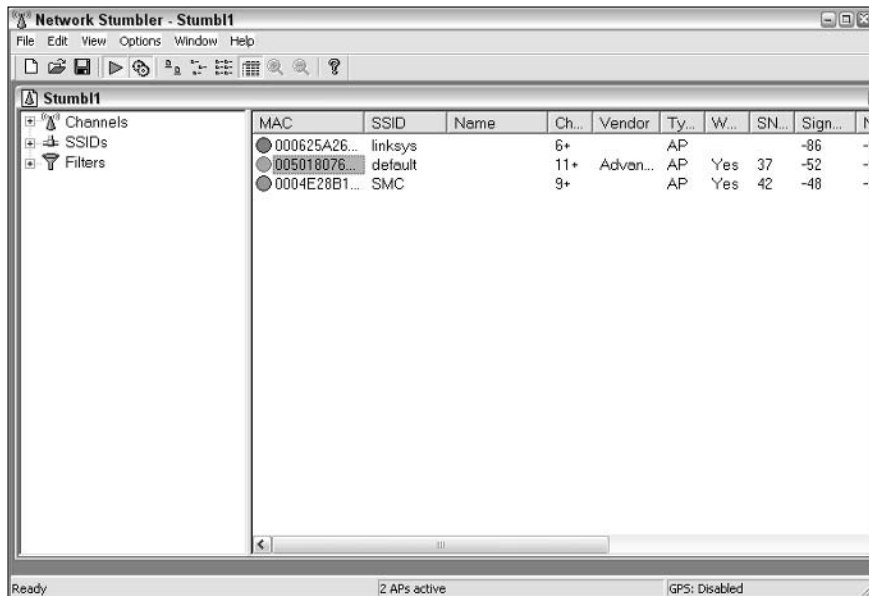 Network Stumbler - Stumbl1
File Edit View Options Window Help
Stumbl1
Channels
SSIDs
Filters
MAC SSID Name Ch... Vendor Ty... W... SN... Sign...
000625A26... linksys 6+ AP -86
005018076... default 11+ Advan... AP Yes 37 -52
0004E28B1... SMC 9+ AP Yes 42 -48
Ready 2 APs active GPS: Disabled